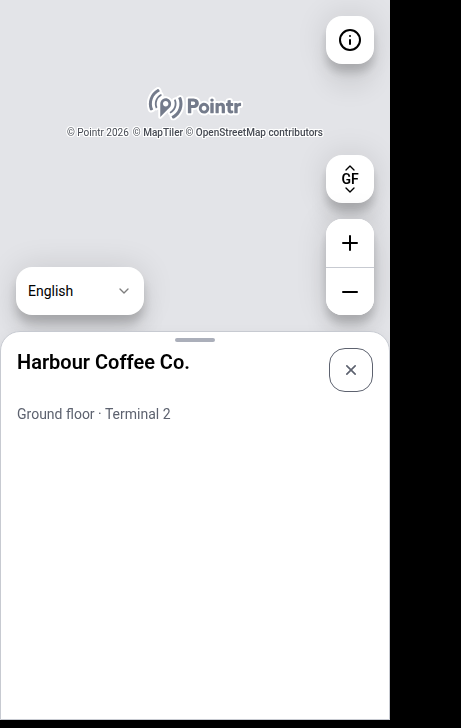 Pointr
© Pointr 2026 © MapTiler © OpenStreetMap contributors
GF
English
Harbour Coffee Co.
Ground floor · Terminal 2